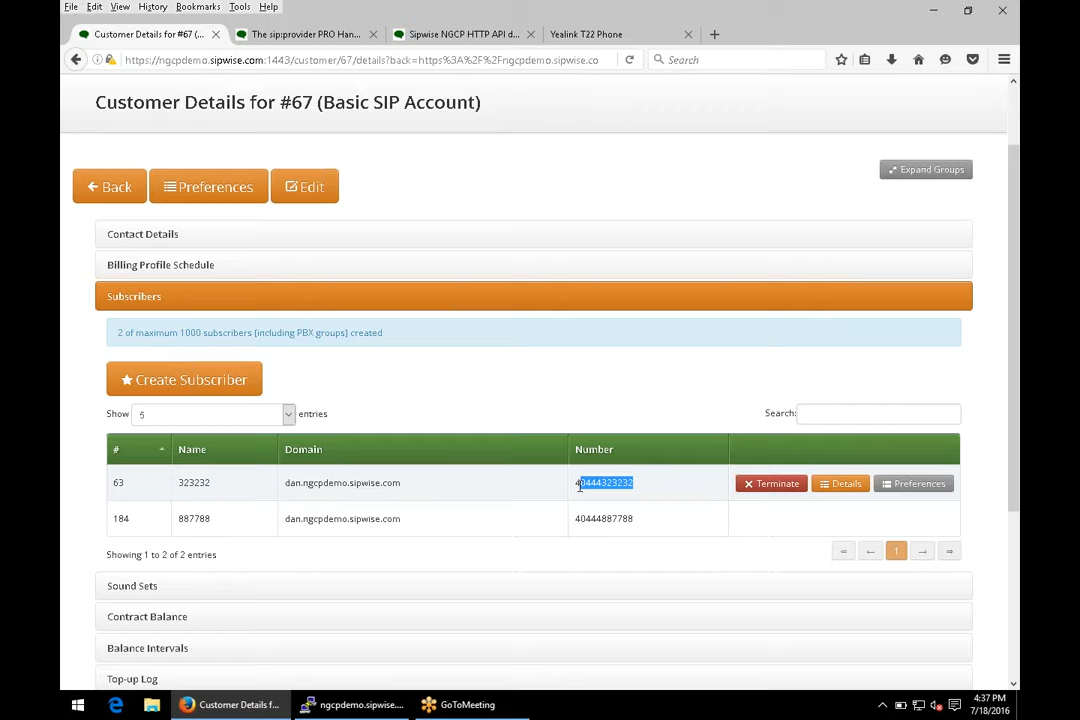 File Edit View History Bookmarks Tools Help
Customer Details for #67 (... The sip:provider PRO Han... Sipwise NGCP HTTP API d... Yealink T22 Phone
https://ngcpdemo.sipwise.com:1443/customer/67/details?back=https%3A%2F%2Fngcpdemo.sipwise.co Search
Customer Details for #67 (Basic SIP Account)
Back Preferences Edit
Expand Groups
Contact Details
Billing Profile Schedule
Subscribers
2 of maximum 1000 subscribers [including PBX groups] created
Create Subscriber
Show 5 entries Search:
# Name Domain Number
63 323232 dan.ngcpdemo.sipwise.com 40444323232 Terminate Details Preferences
184 887788 dan.ngcpdemo.sipwise.com 40444887788
Showing 1 to 2 of 2 entries 1
Sound Sets
Contract Balance
Balance Intervals
Top-up Log
Customer Details f... ngcpdemo.sipwise.... GoToMeeting
4:37 PM
7/18/2016